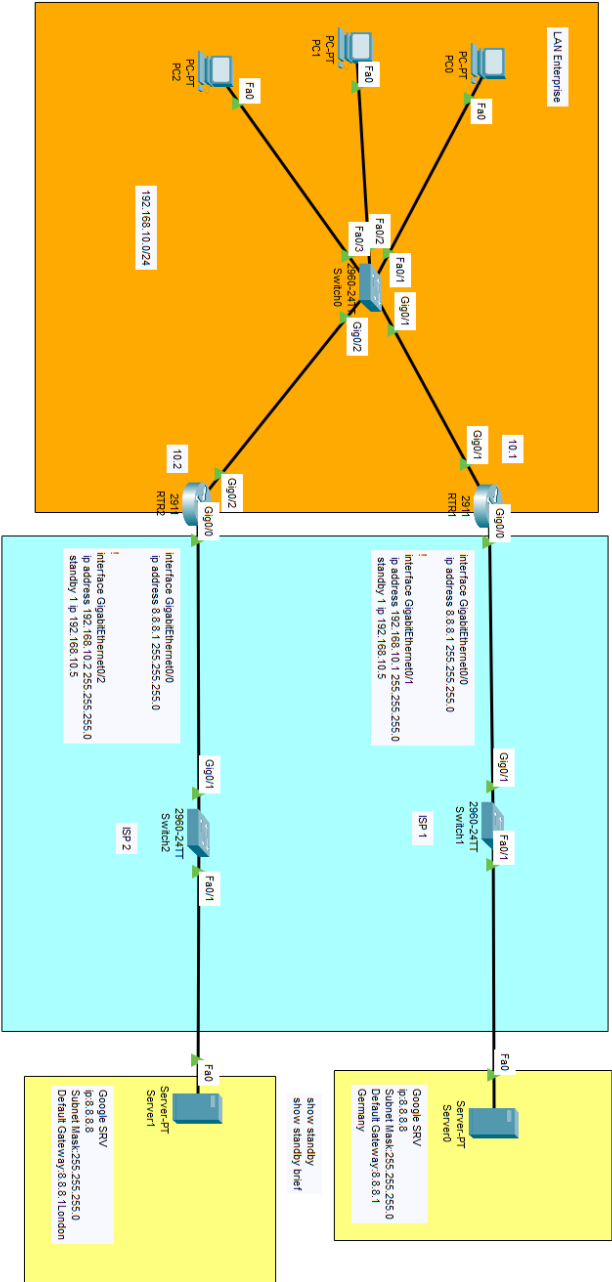 LAN Enterprise
PC-PT
PC0
Fa0
PC-PT
PC1
Fa0
PC-PT
PC2
Fa0
192.168.10.0/24
Fa0/1
Fa0/2
Fa0/3
2960-24TT
Switch0
Gig0/1
Gig0/2
10.1
Gig0/1
2911
RTR1
Gig0/0
10.2
Gig0/2
2911
RTR2
Gig0/0
interface GigabitEthernet0/0
ip address 8.8.8.1 255.255.255.0
!
interface GigabitEthernet0/1
ip address 192.168.10.1 255.255.255.0
standby 1 ip 192.168.10.5
interface GigabitEthernet0/0
ip address 8.8.8.1 255.255.255.0
!
interface GigabitEthernet0/2
ip address 192.168.10.2 255.255.255.0
standby 1 ip 192.168.10.5
Gig0/1
2960-24TT
Switch1
Fa0/1
ISP 1
Gig0/1
2960-24TT
Switch2
Fa0/1
ISP 2
Fa0
Server-PT
Server0
Google SRV
ip:8.8.8.8
Subnet Mask:255.255.255.0
Default Gateway:8.8.8.1
Germany
show standby
show standby brief
Fa0
Server-PT
Server1
Google SRV
ip:8.8.8.8
Subnet Mask:255.255.255.0
Default Gateway:8.8.8.1London